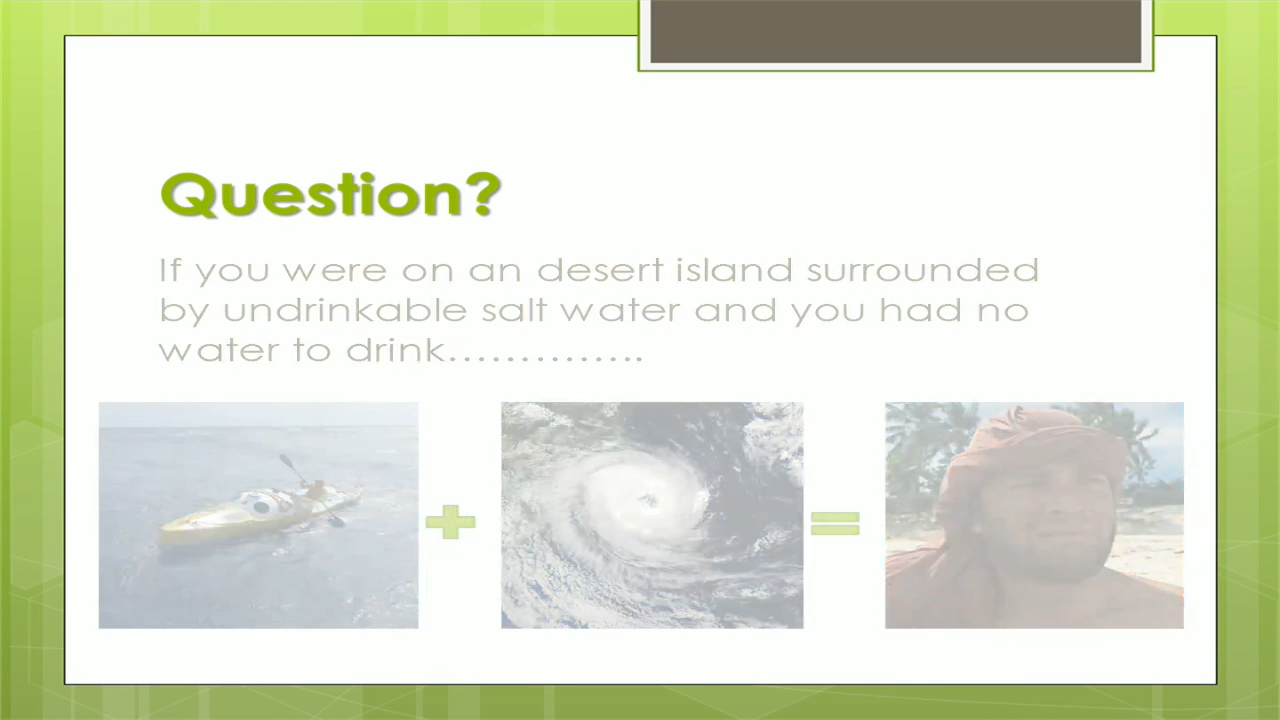 Question?
If you were on an desert island surrounded
by undrinkable salt water and you had no
water to drink…………..